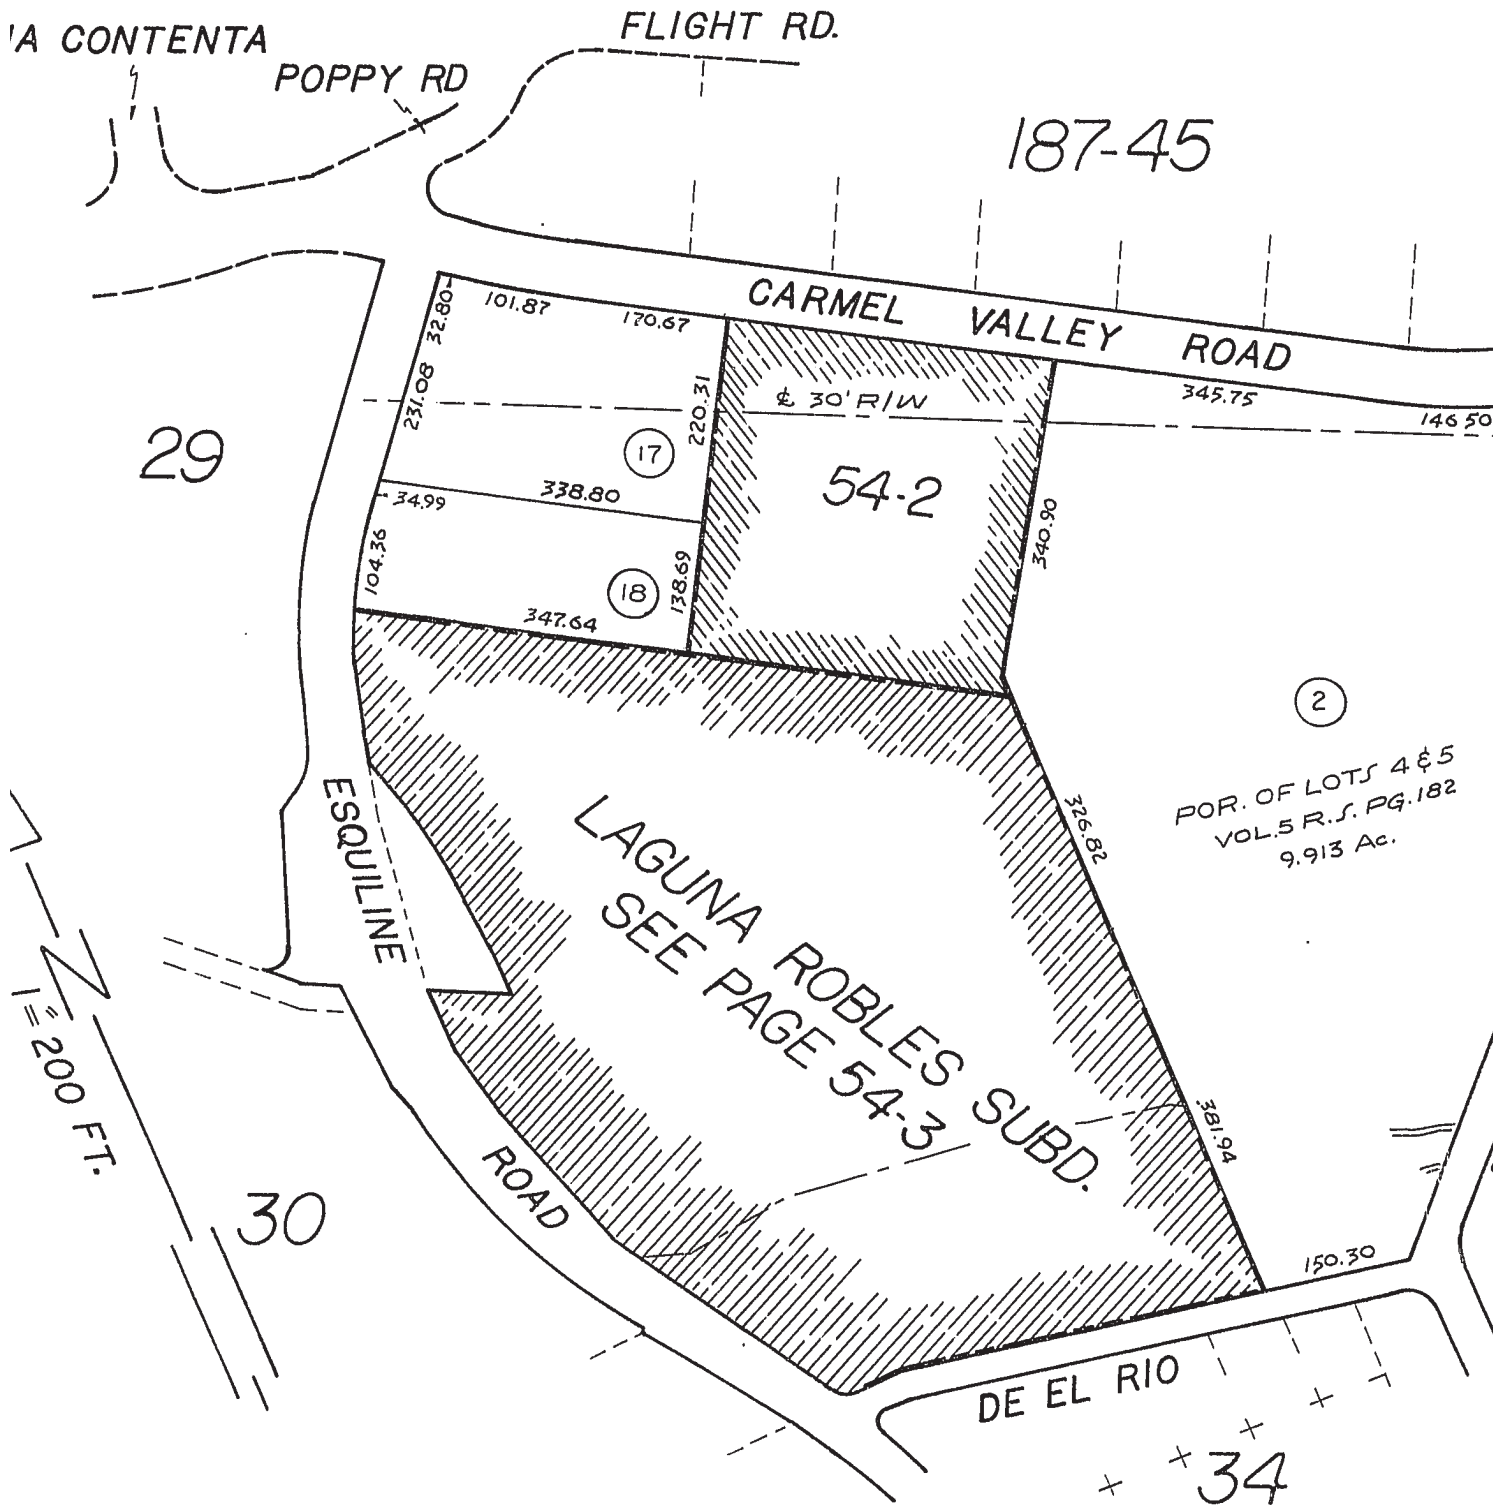 IA CONTENTA
POPPY RD
FLIGHT RD.
187-45
CARMEL VALLEY ROAD
101.87
170.67
32.80
231.08
220.31
℄ 30' R/W
345.75
146.50
29
17
54-2
338.80
34.99
340.90
104.36
18
138.69
347.64
2
POR. OF LOTS 4 & 5
VOL.5 R.S. PG.182
9.913 Ac.
326.82
ESQUILINE
ROAD
LAGUNA ROBLES SUBD.
SEE PAGE 54-3
1" = 200 FT.
381.94
30
150.30
DE EL RIO
34